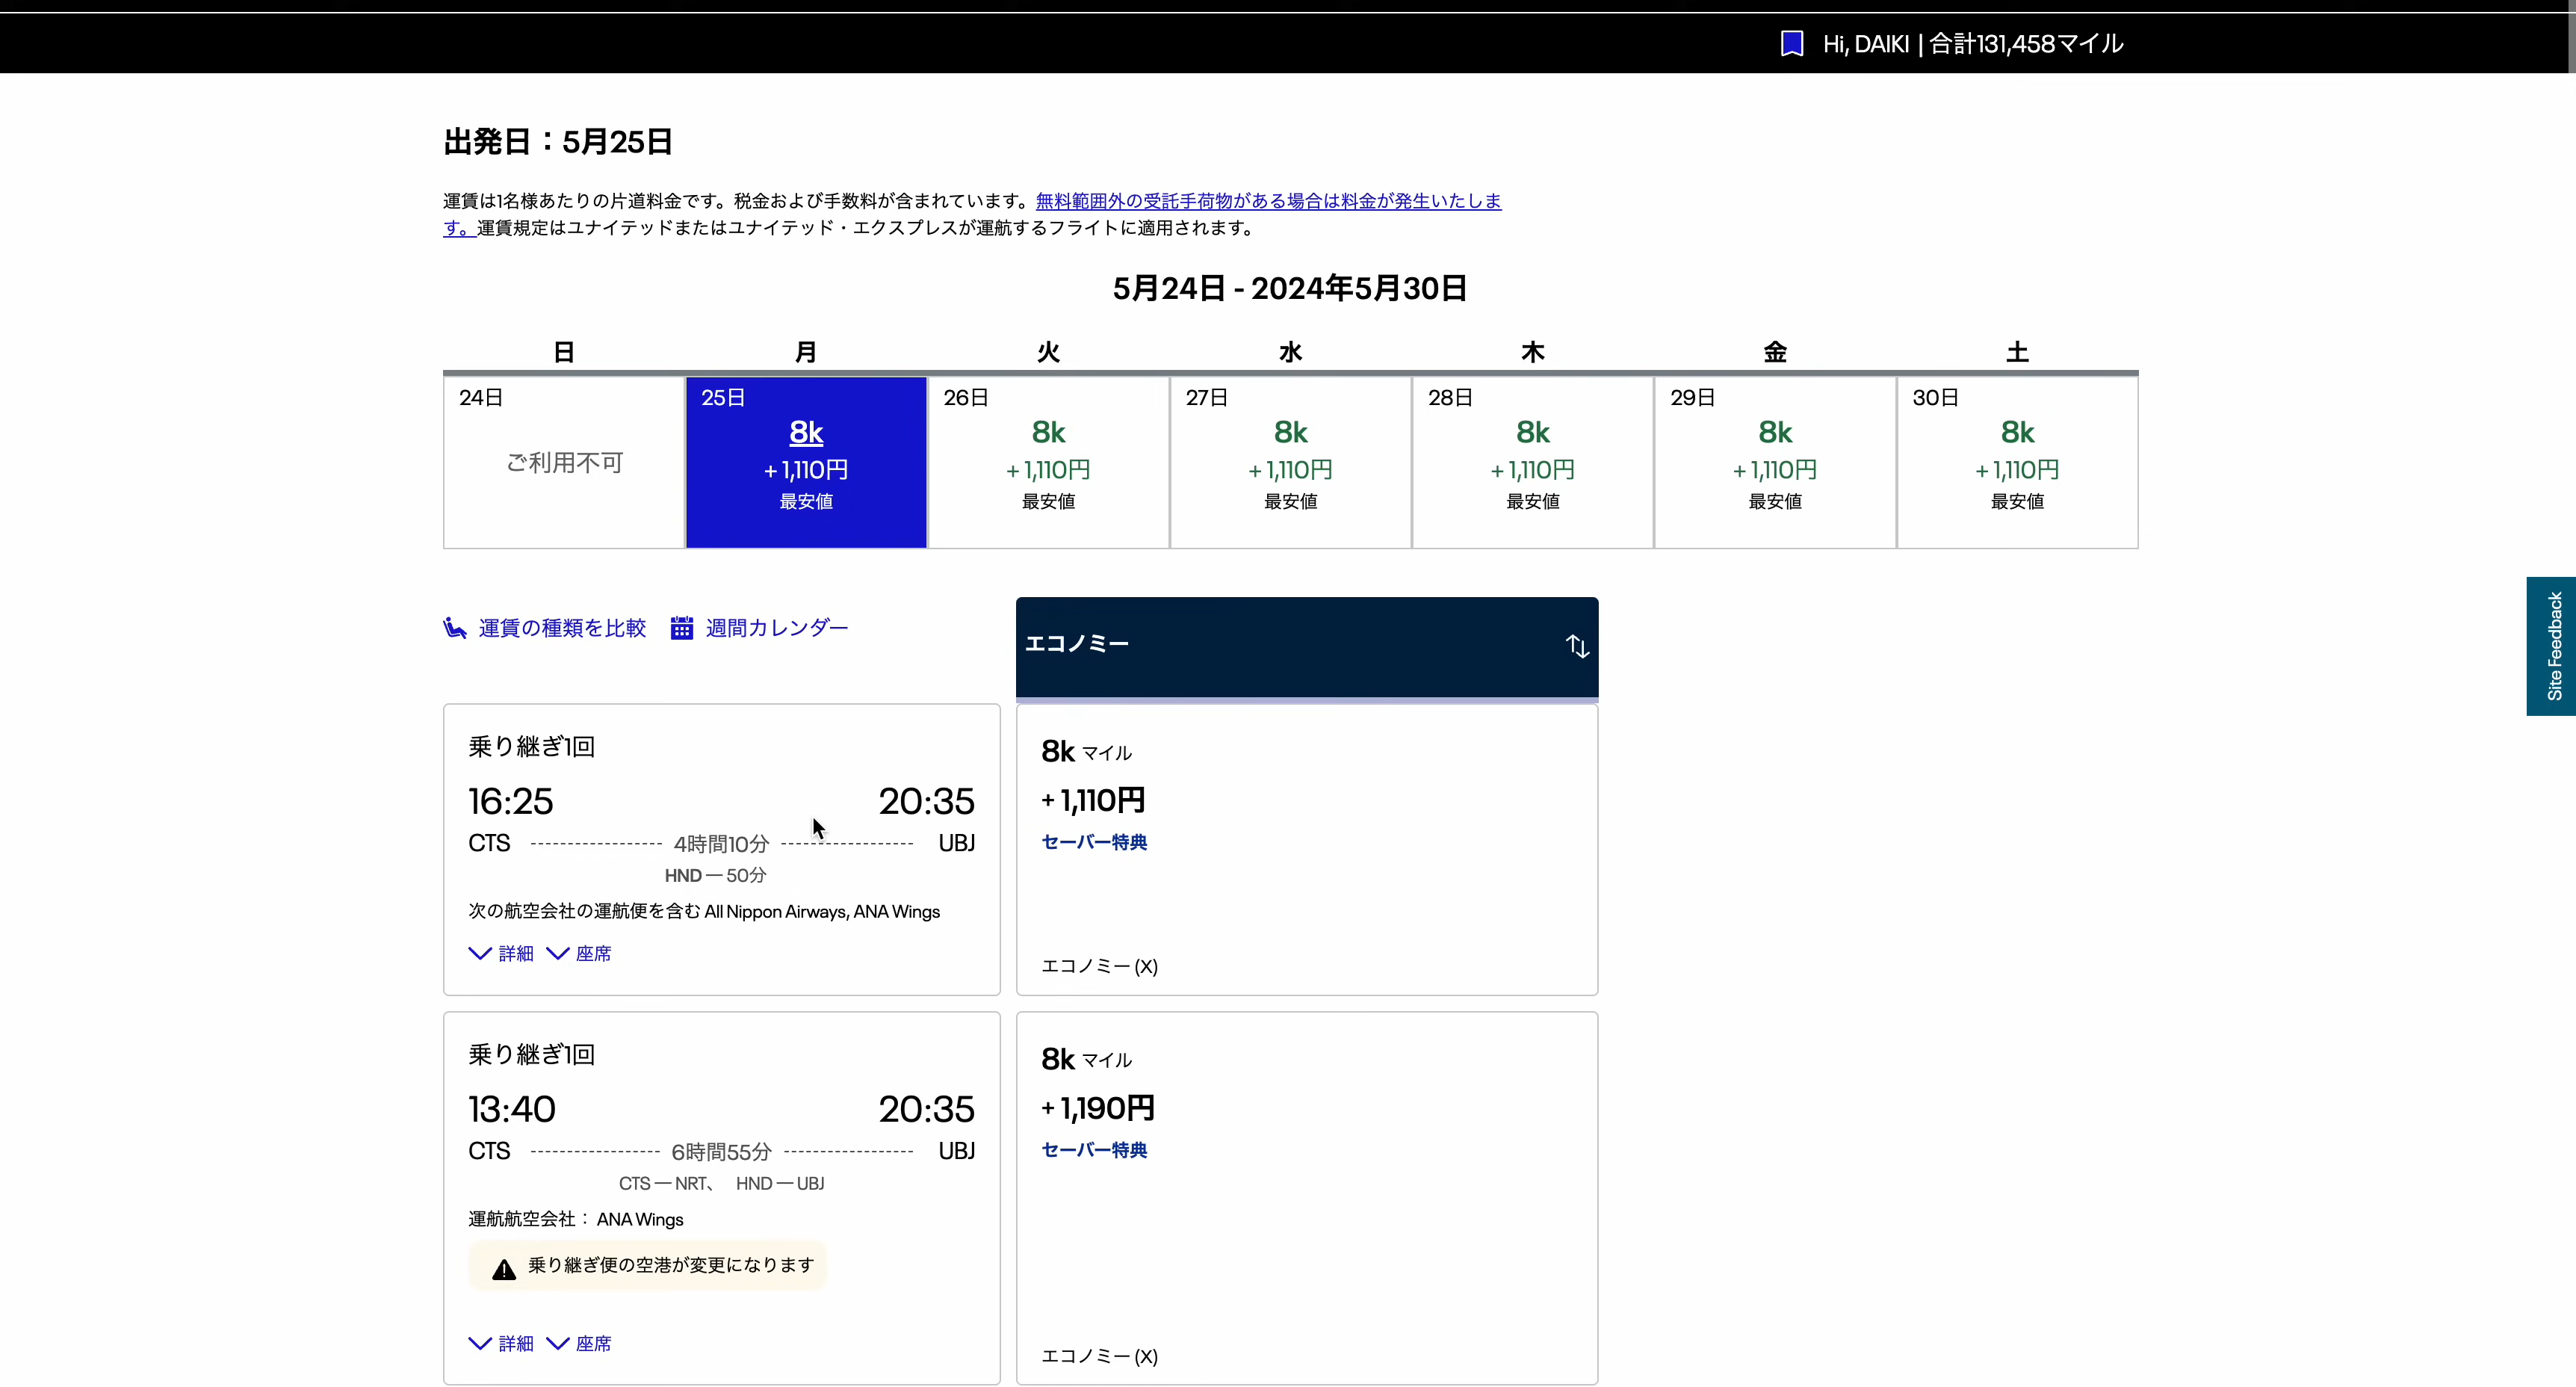 Hi, DAIKI | 合計131,458マイル
出発日：5月25日
運賃は1名様あたりの片道料金です。税金および手数料が含まれています。無料範囲外の受託手荷物がある場合は料金が発生いたしま
す。運賃規定はユナイテッドまたはユナイテッド・エクスプレスが運航するフライトに適用されます。
5月24日 - 2024年5月30日
日 月 火 水 木 金 土
24日 25日 26日 27日 28日 29日 30日
8k 8k 8k 8k 8k 8k
ご利用不可 + 1,110円 + 1,110円 + 1,110円 + 1,110円 + 1,110円 + 1,110円
最安値 最安値 最安値 最安値 最安値 最安値
Site Feedback
運賃の種類を比較 週間カレンダー エコノミー
乗り継ぎ1回
16:25 20:35
CTS 4時間10分 UBJ
HND — 50分
次の航空会社の運航便を含む All Nippon Airways, ANA Wings
詳細 座席
8k マイル
+ 1,110円
セーバー特典
エコノミー (X)
乗り継ぎ1回
13:40 20:35
CTS 6時間55分 UBJ
CTS — NRT、 HND — UBJ
運航航空会社： ANA Wings
乗り継ぎ便の空港が変更になります
詳細 座席
8k マイル
+ 1,190円
セーバー特典
エコノミー (X)